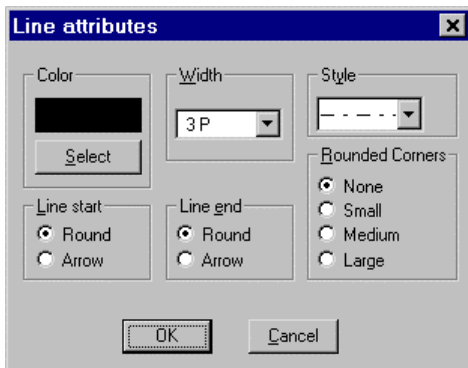 Line attributes
Color
Select
Width
3 P
Style
Rounded Corners
None
Small
Medium
Large
Line start
Round
Arrow
Line end
Round
Arrow
OK
Cancel